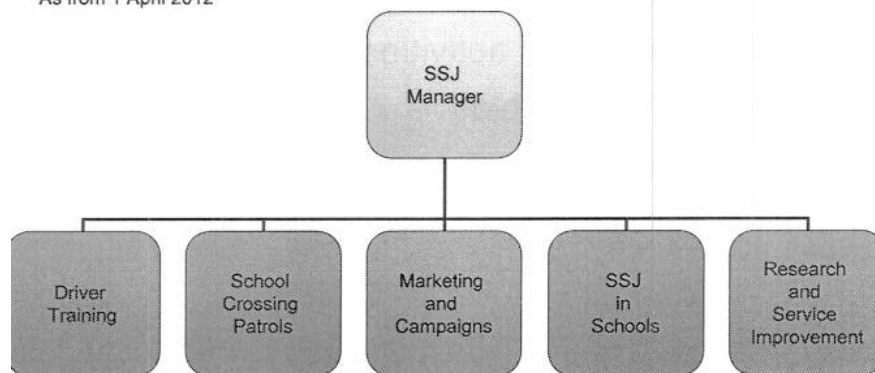 As from 1 April 2012
SSJ
Manager
Driver
Training
School
Crossing
Patrols
Marketing
and
Campaigns
SSJ
in
Schools
Research
and
Service
Improvement